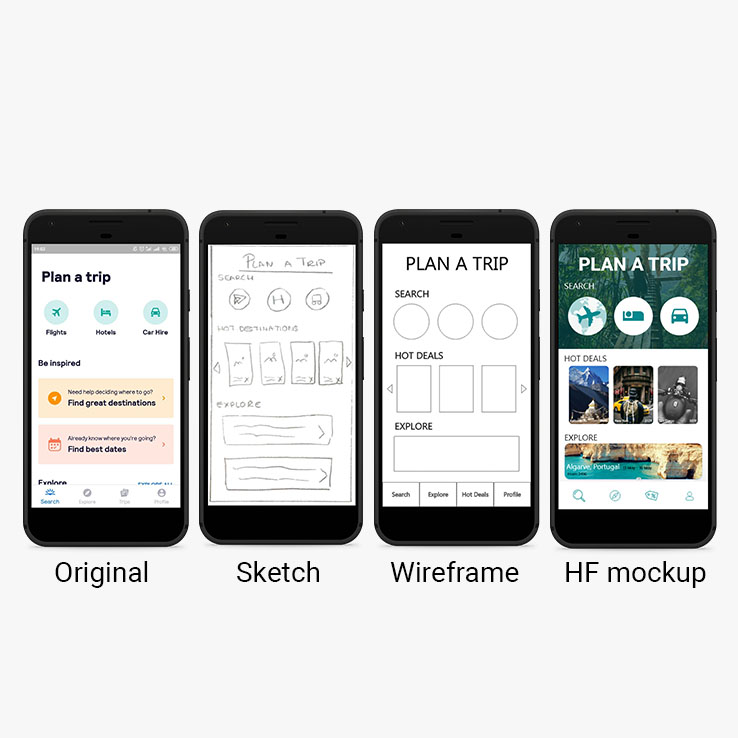 19:02
Plan a trip
Flights
Hotels
Car Hire
Be inspired
Need help deciding where to go?
Find great destinations
Already know where you're going?
Find best dates
Explore
EXPLORE ALL
Search
Explore
Trips
Profile
Original
PLAN A TRIP
SEARCH
H
HOT DESTINATIONS
EXPLORE
Sketch
PLAN A TRIP
SEARCH
HOT DEALS
EXPLORE
Search
Explore
Hot Deals
Profile
Wireframe
PLAN A TRIP
SEARCH
HOT DEALS
EXPLORE
Algarve, Portugal
HF mockup